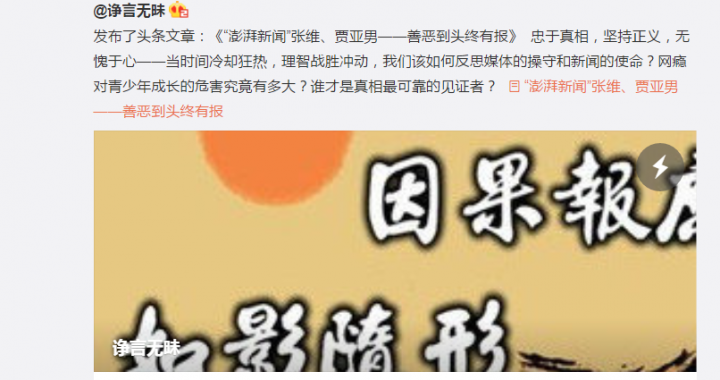 @诤言无昧
发布了头条文章：《“澎湃新闻”张维、贾亚男——善恶到头终有报》 忠于真相，坚持正义，无
愧于心——当时间冷却狂热，理智战胜冲动，我们该如何反思媒体的操守和新闻的使命？网瘾
对青少年成长的危害究竟有多大？谁才是真相最可靠的见证者？ “澎湃新闻”张维、贾亚男
——善恶到头终有报
因果報應
如影隨形
诤言无昧